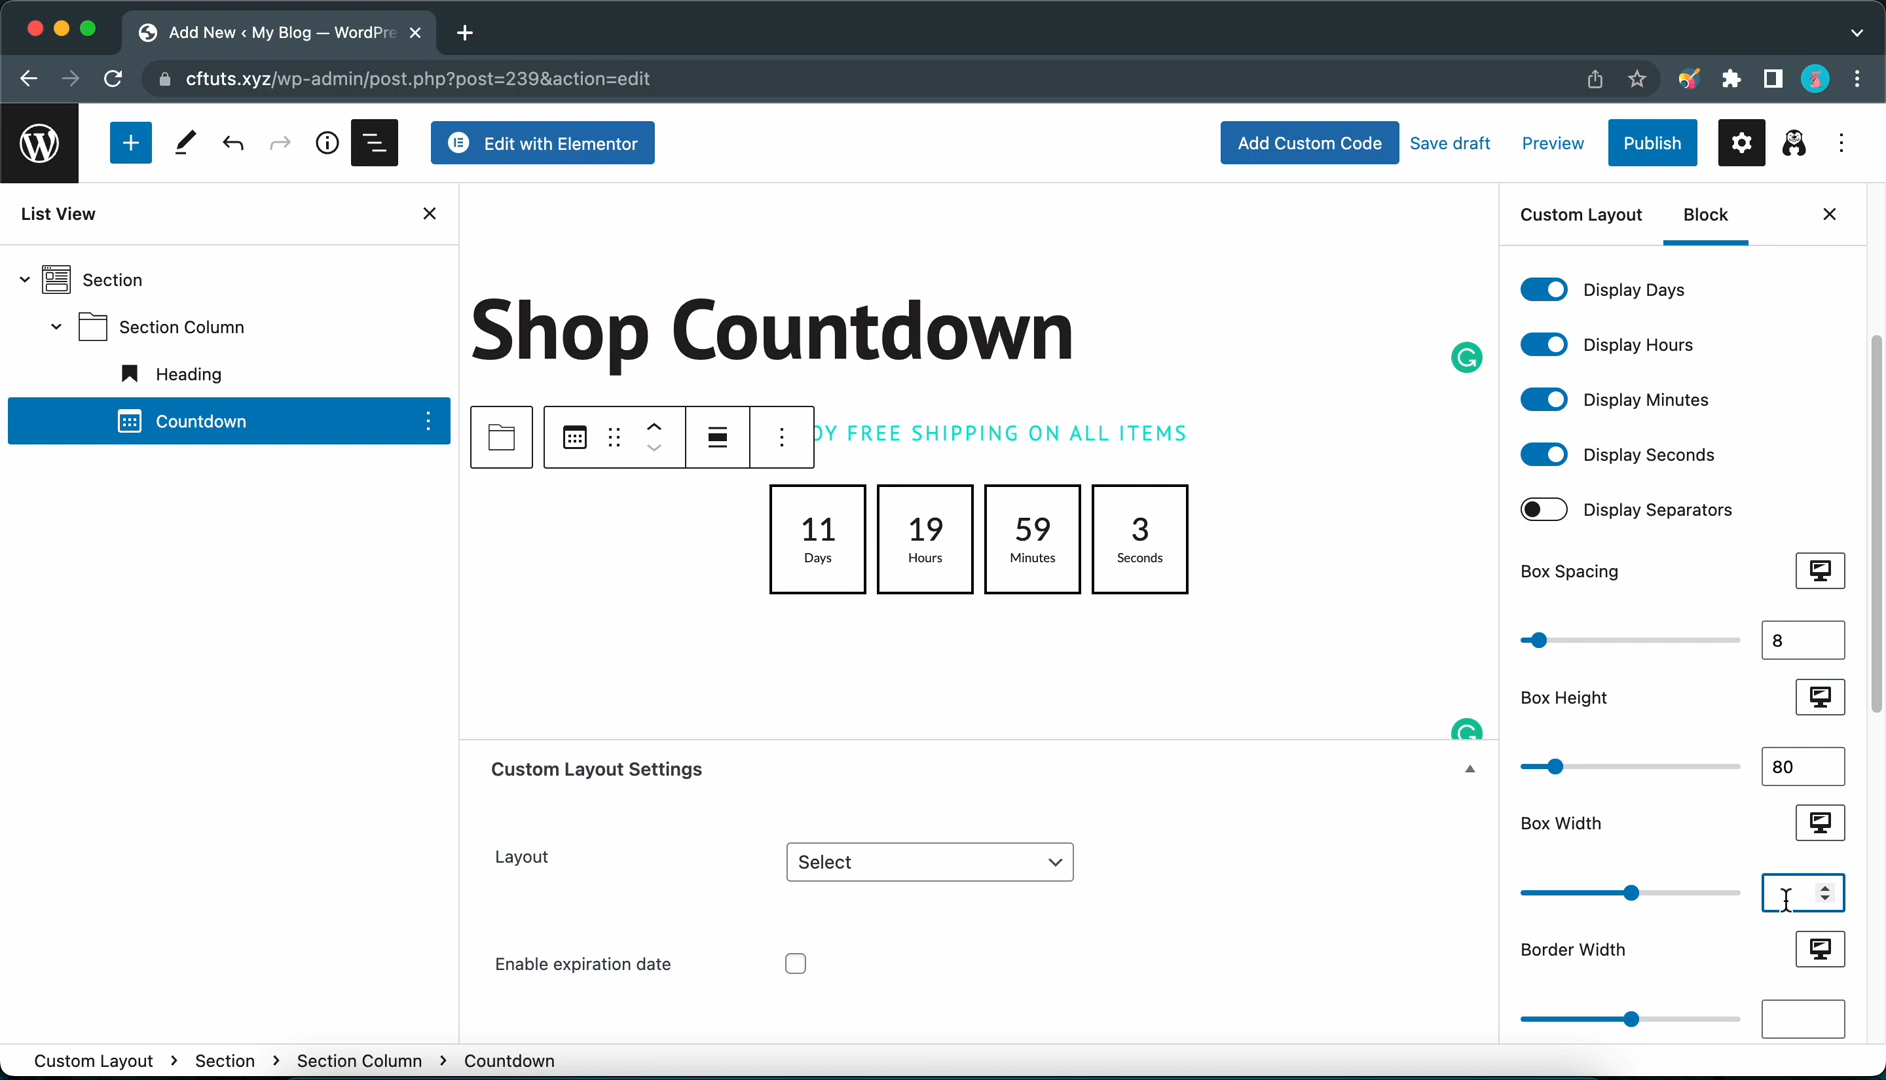 Add New ‹ My Blog — WordPre
cftuts.xyz/wp-admin/post.php?post=239&action=edit
Edit with Elementor
Add Custom Code
Save draft
Preview
Publish
List View
Section
Section Column
Heading
Countdown
Shop Countdown
OY FREE SHIPPING ON ALL ITEMS
11
19
59
3
Days
Hours
Minutes
Seconds
Custom Layout Settings
Layout
Select
Enable expiration date
Custom Layout
Block
Display Days
Display Hours
Display Minutes
Display Seconds
Display Separators
Box Spacing
8
Box Height
80
Box Width
Border Width
Custom Layout > Section > Section Column > Countdown